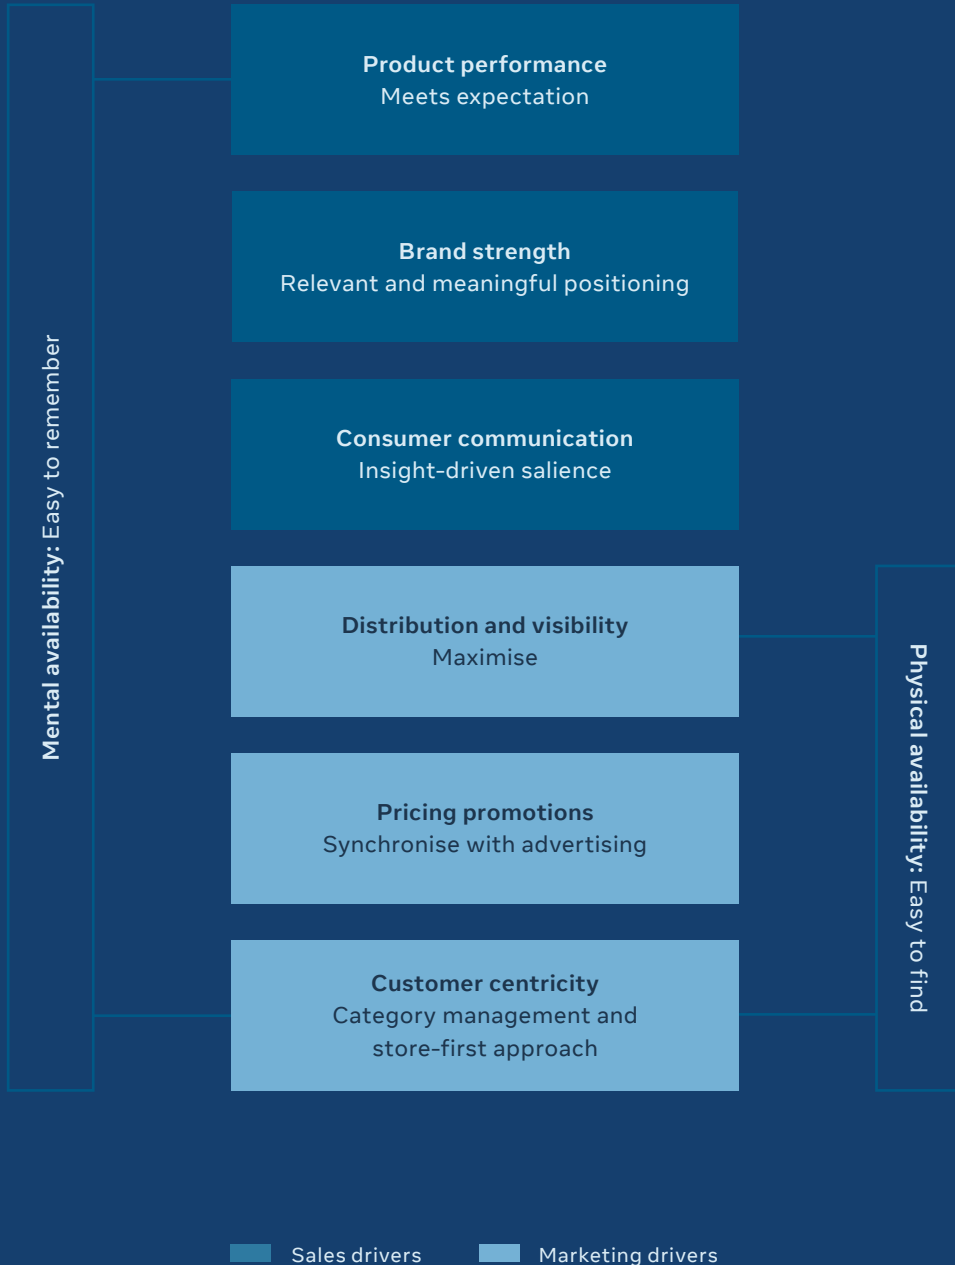 Product performance
Meets expectation
Brand strength
Relevant and meaningful positioning
Consumer communication
Insight-driven salience
Mental availability: Easy to remember
Distribution and visibility
Maximise
Physical availability: Easy to find
Pricing promotions
Synchronise with advertising
Customer centricity
Category management and
store-first approach
Sales drivers
Marketing drivers